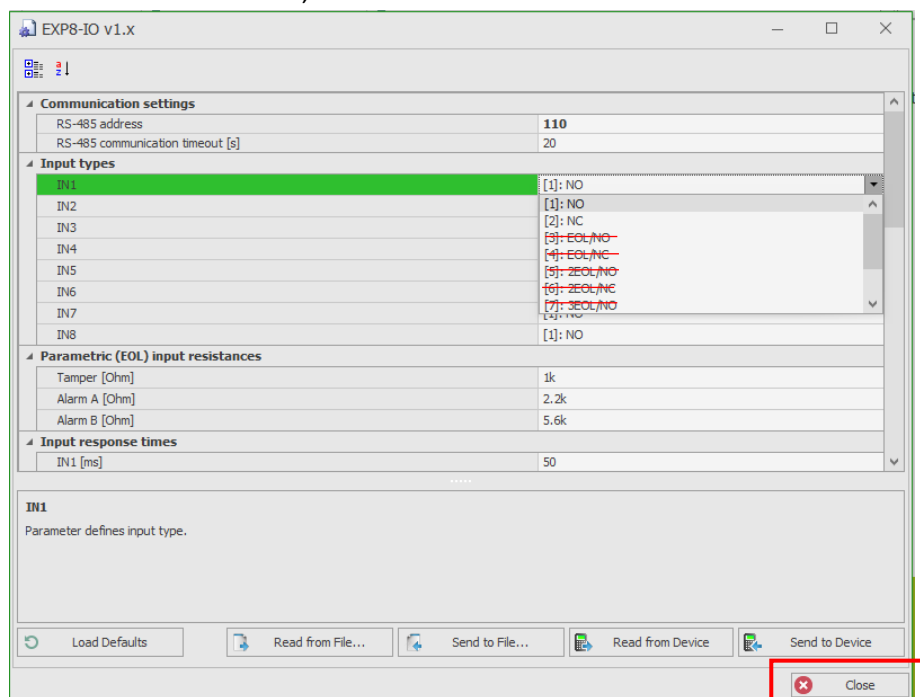 EXP8-IO v1.x
Communication settings
RS-485 address 110
RS-485 communication timeout [s] 20
Input types
IN1 [1]: NO
[1]: NO
IN2
[2]: NC
IN3
[3]: EOL/NO
IN4
[4]: EOL/NC
IN5
[5]: 2EOL/NO
IN6
[6]: 2EOL/NC
IN7
[7]: 3EOL/NO
[1]: NO
IN8 [1]: NO
Parametric (EOL) input resistances
Tamper [Ohm] 1k
Alarm A [Ohm] 2.2k
Alarm B [Ohm] 5.6k
Input response times
IN1 [ms] 50
IN1
Parameter defines input type.
Load Defaults Read from File... Send to File... Read from Device Send to Device
Close